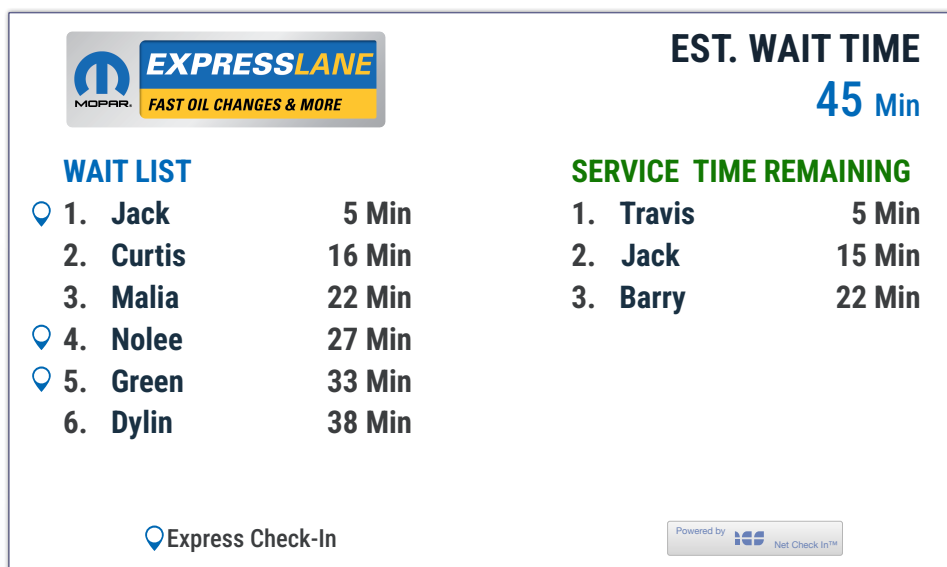 MOPAR.
EXPRESSLANE
FAST OIL CHANGES & MORE
EST. WAIT TIME
45 Min
WAIT LIST
1. Jack 5 Min
2. Curtis 16 Min
3. Malia 22 Min
4. Nolee 27 Min
5. Green 33 Min
6. Dylin 38 Min
SERVICE TIME REMAINING
1. Travis 5 Min
2. Jack 15 Min
3. Barry 22 Min
Express Check-In
Powered by ICS Net Check In™